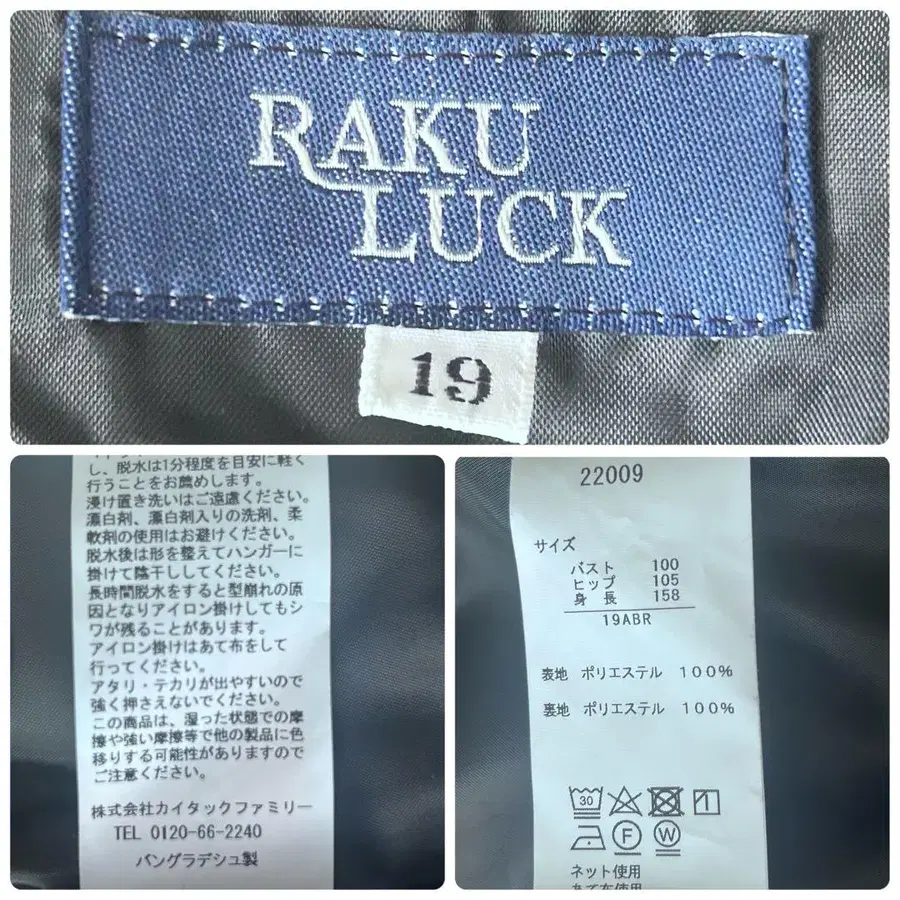 RAKU
LUCK
19
し、脱水は1分程度を目安に軽く
行うことをお薦めします。
浸け置き洗いはご遠慮ください。
漂白剤、漂白剤入りの洗剤、柔
軟剤の使用はお避けください。
脱水後は形を整えてハンガーに
掛けて陰干ししてください。
長時間脱水をすると型崩れの原
因となりアイロン掛けしてもシ
ワが残ることがあります。
アイロン掛けはあて布をして
行ってください。
アタリ・テカリが出やすいので
強く押さえないでください。
この商品は、湿った状態での摩
擦や強い摩擦等で他の製品に色
移りする可能性がありますので
ご注意ください。
株式会社カイタックファミリー
TEL 0120-66-2240
バングラデシュ製
22009
サイズ
バスト 100
ヒップ 105
身長 158
19ABR
表地 ポリエステル 100%
裏地 ポリエステル 100%
30
F W
ネット使用
あて布使用